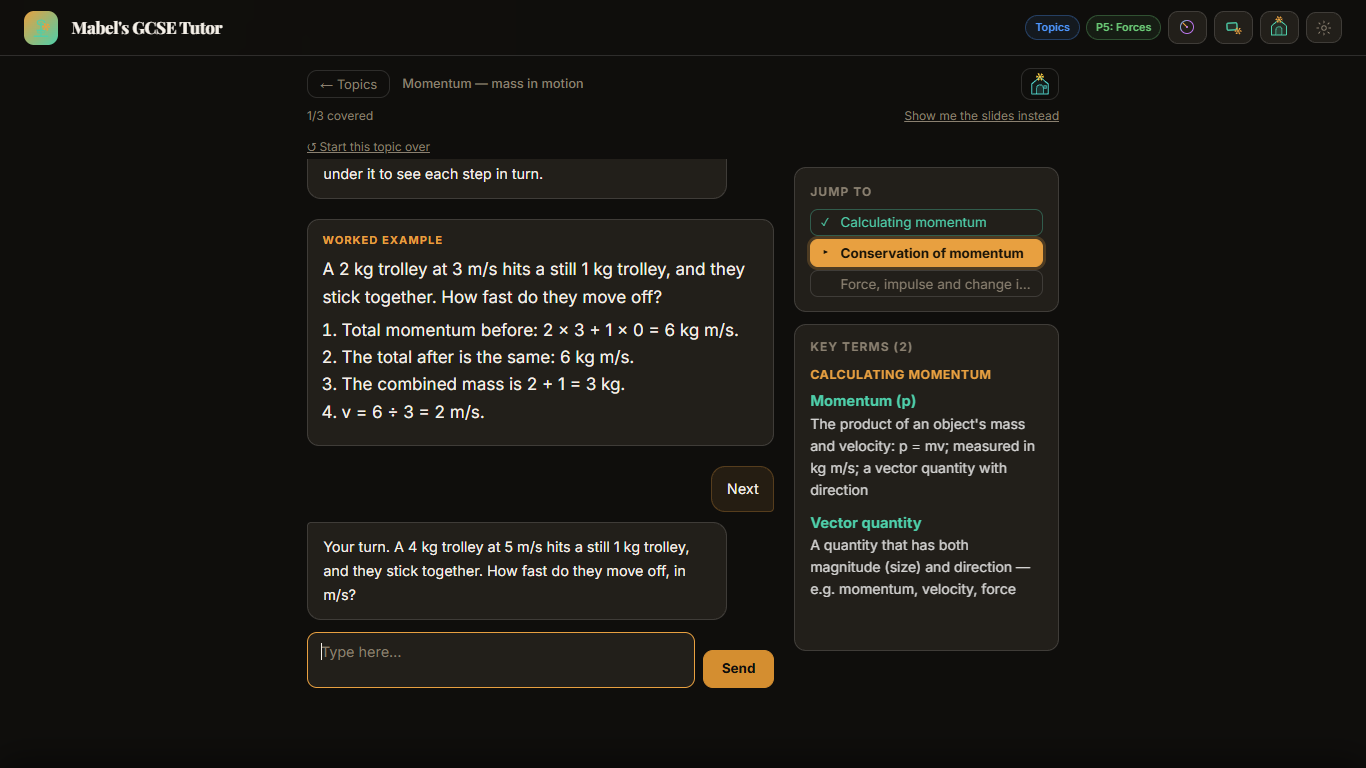 Mabel's GCSE Tutor
Topics
P5: Forces
← Topics
Momentum — mass in motion
1/3 covered
Show me the slides instead
↺ Start this topic over
under it to see each step in turn.
WORKED EXAMPLE
A 2 kg trolley at 3 m/s hits a still 1 kg trolley, and they
stick together. How fast do they move off?
1. Total momentum before: 2 × 3 + 1 × 0 = 6 kg m/s.
2. The total after is the same: 6 kg m/s.
3. The combined mass is 2 + 1 = 3 kg.
4. v = 6 ÷ 3 = 2 m/s.
Next
Your turn. A 4 kg trolley at 5 m/s hits a still 1 kg trolley,
and they stick together. How fast do they move off, in
m/s?
Type here...
Send
JUMP TO
✓ Calculating momentum
‣ Conservation of momentum
Force, impulse and change i...
KEY TERMS (2)
CALCULATING MOMENTUM
Momentum (p)
The product of an object's mass
and velocity: p = mv; measured in
kg m/s; a vector quantity with
direction
Vector quantity
A quantity that has both
magnitude (size) and direction —
e.g. momentum, velocity, force